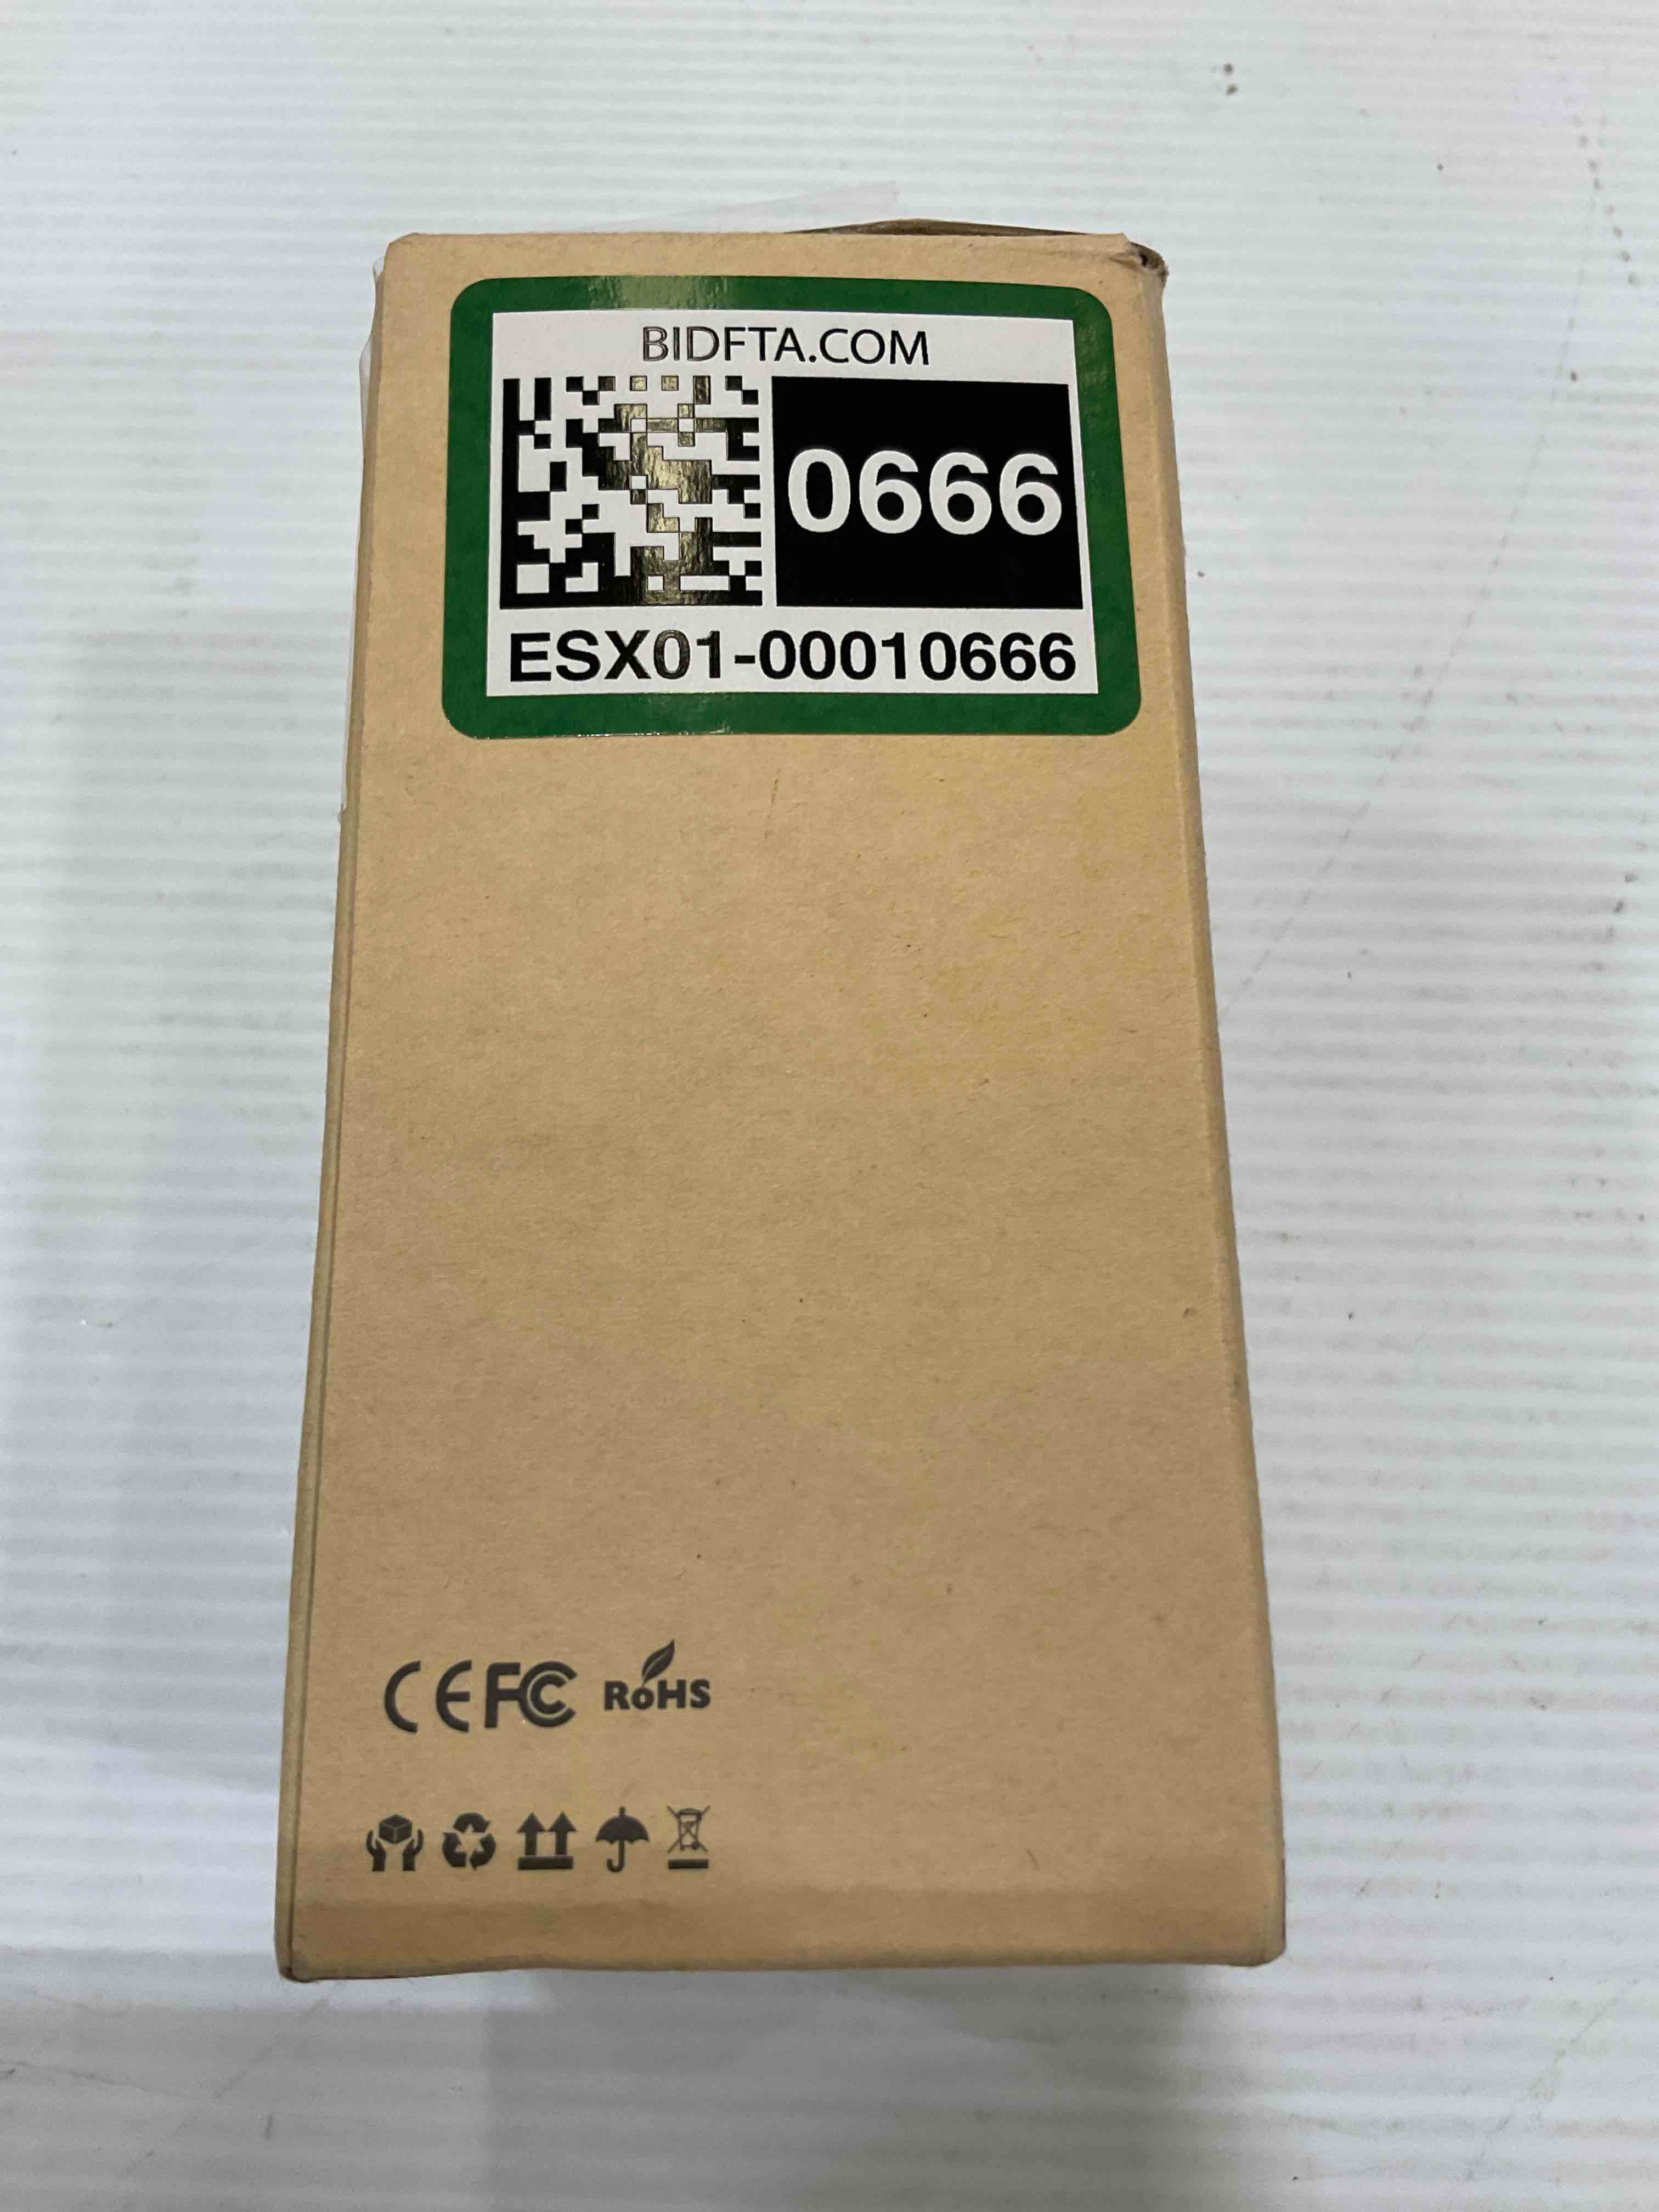 BIDFTA.COM
0666
ESX01-00010666
CE FC RoHS